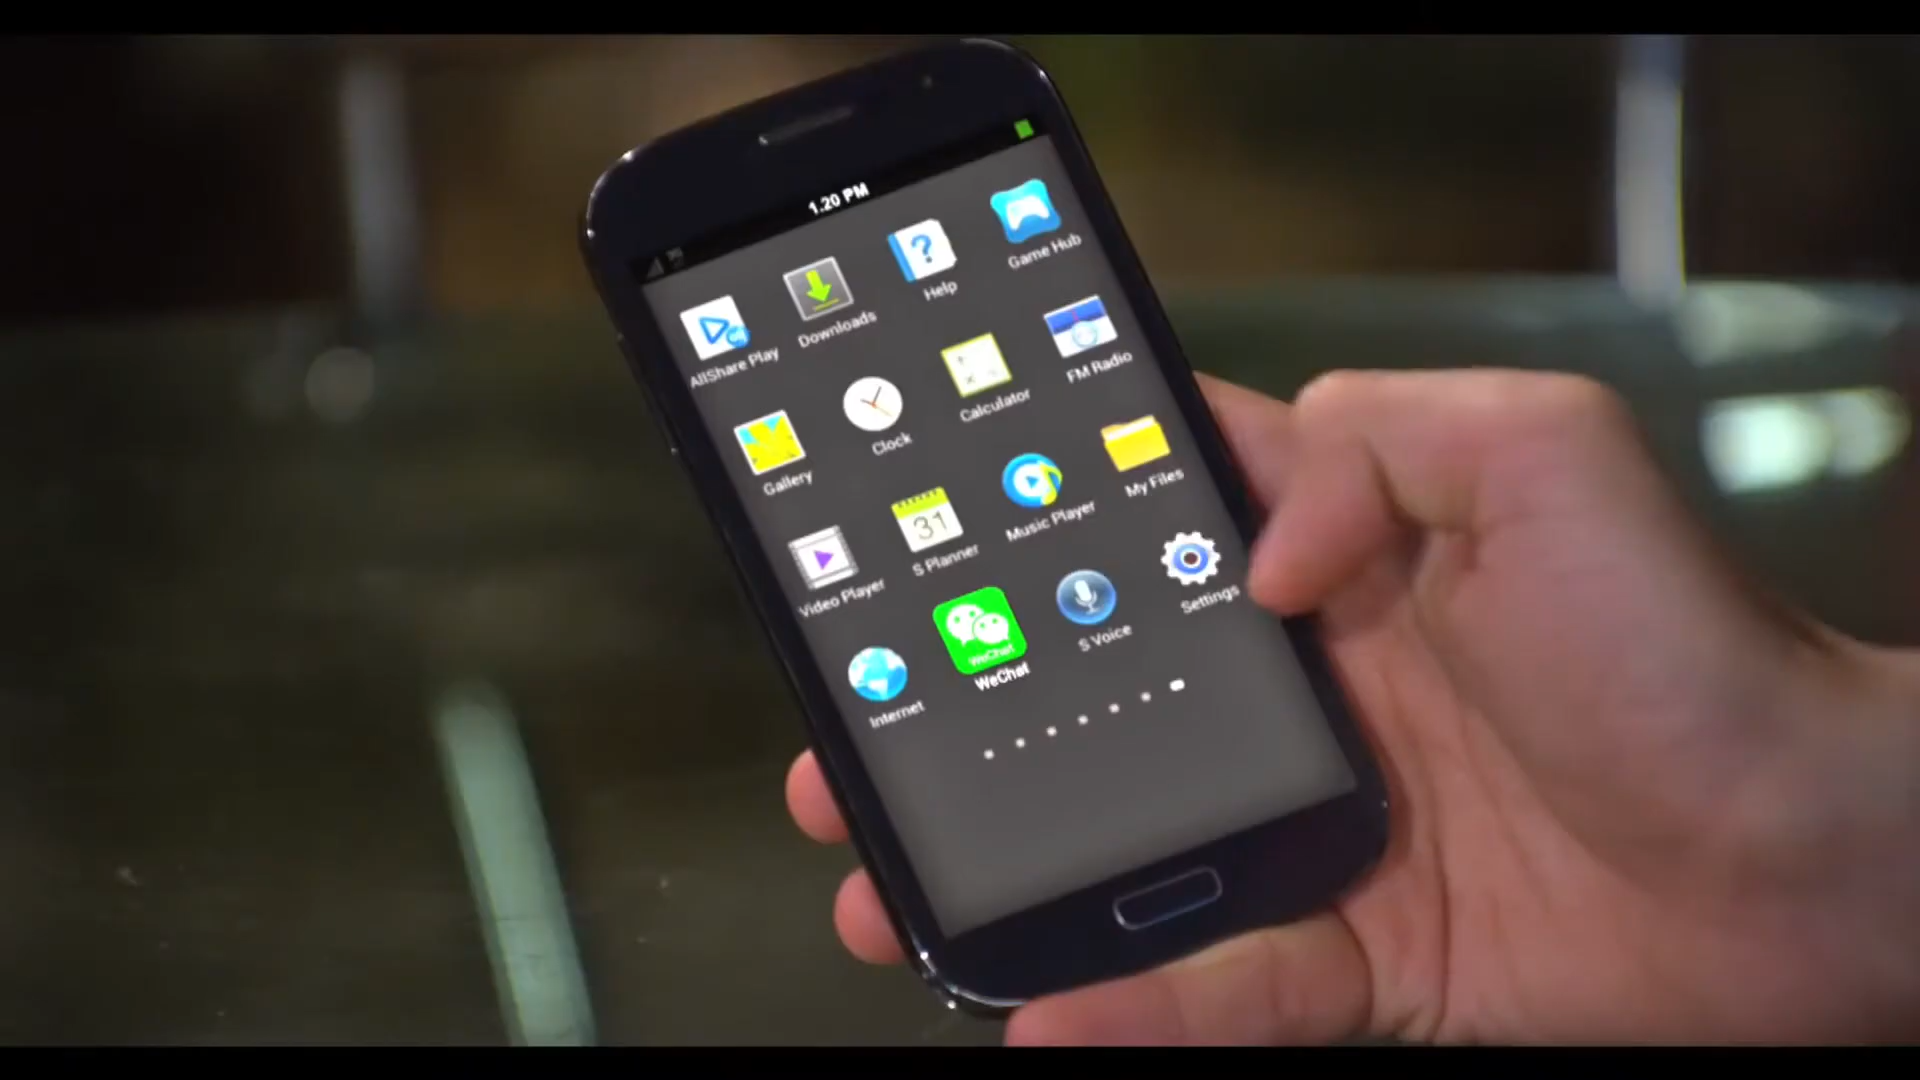 1.20 PM
AllShare Play
Downloads
Help
Game Hub
Gallery
Clock
Calculator
FM Radio
Video Player
31
S Planner
Music Player
My Files
Internet
WeChat
WeChat
S Voice
Settings